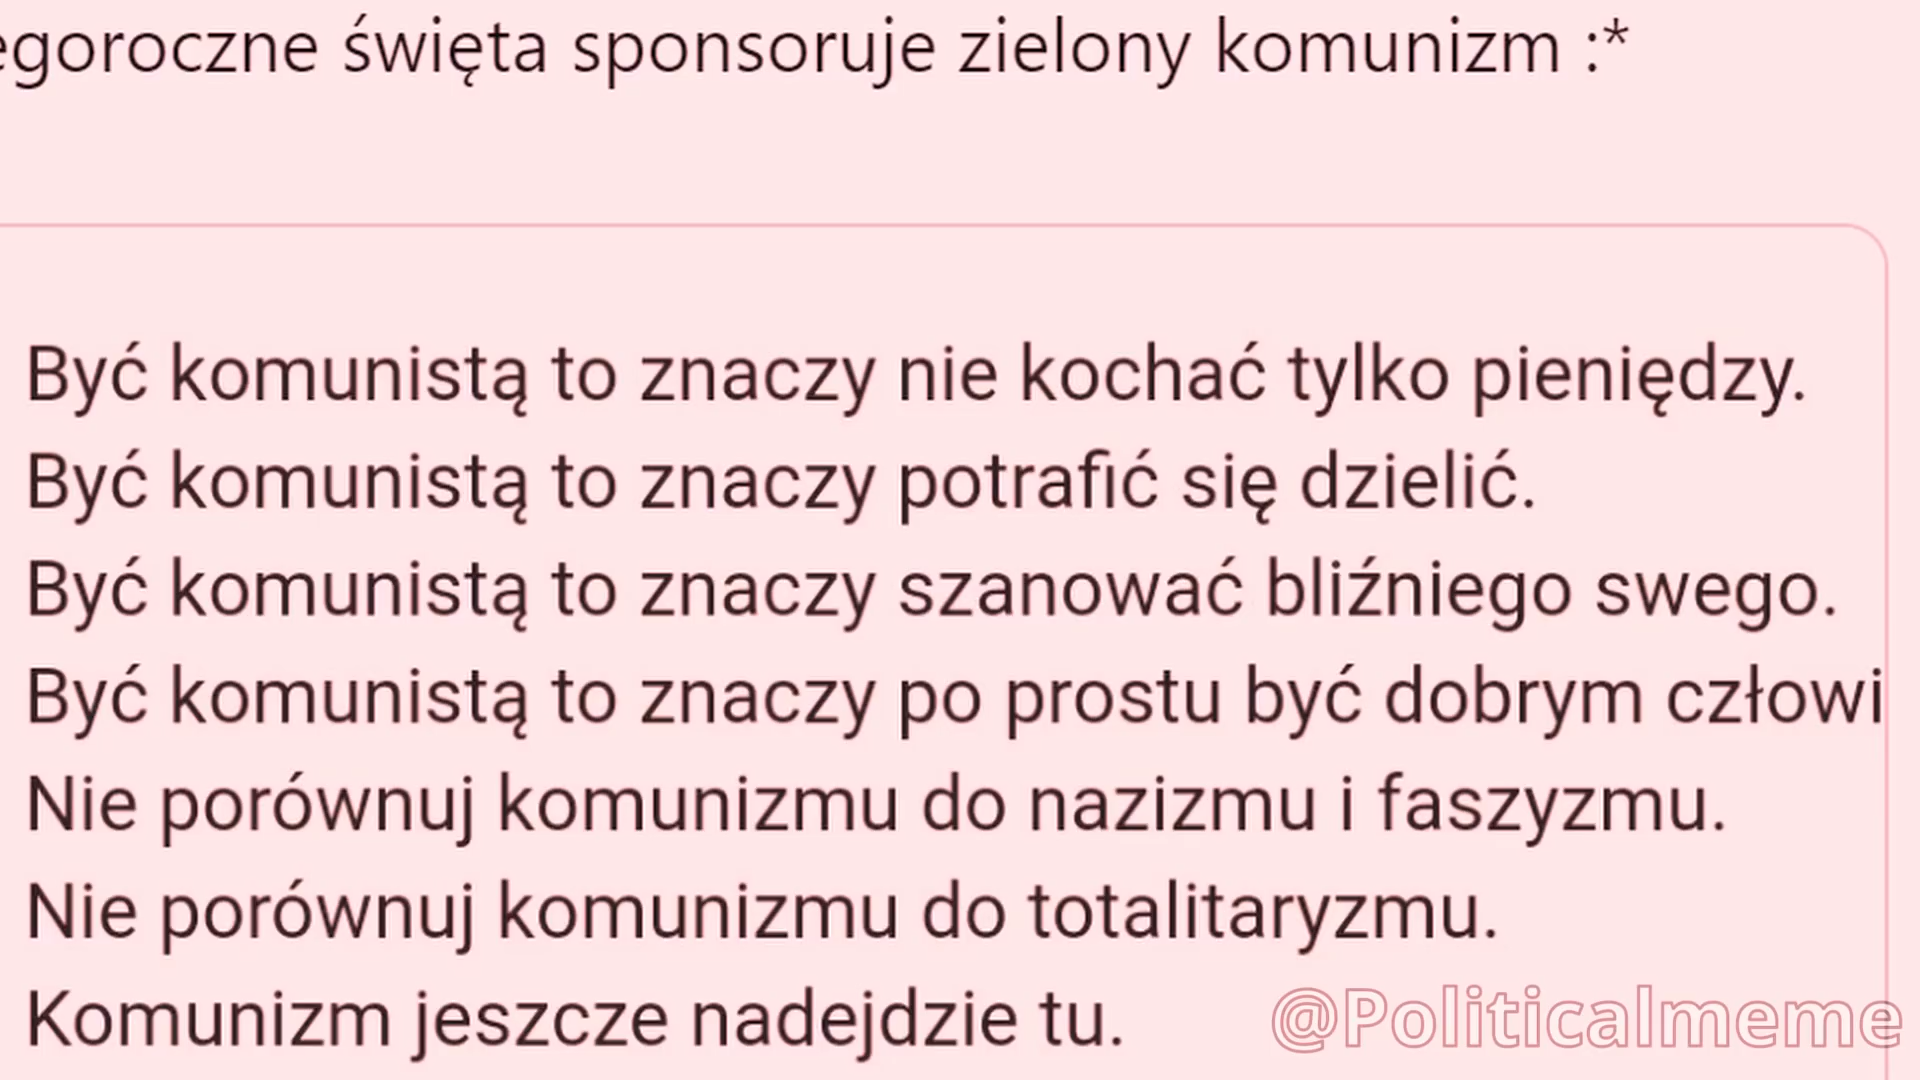 egoroczne święta sponsoruje zielony komunizm :*
Być komunistą to znaczy nie kochać tylko pieniędzy.
Być komunistą to znaczy potrafić się dzielić.
Być komunistą to znaczy szanować bliźniego swego.
Być komunistą to znaczy po prostu być dobrym człowi
Nie porównuj komunizmu do nazizmu i faszyzmu.
Nie porównuj komunizmu do totalitaryzmu.
Komunizm jeszcze nadejdzie tu.
@Politicalmeme